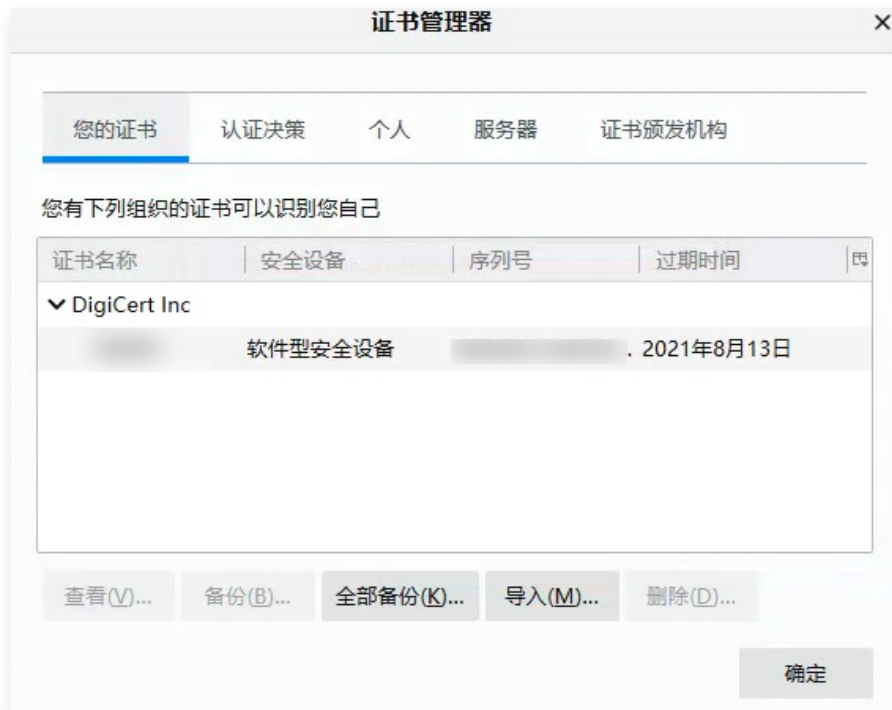 证书管理器
您的证书 认证决策 个人 服务器 证书颁发机构
您有下列组织的证书可以识别您自己
证书名称 安全设备 序列号 过期时间
DigiCert Inc
软件型安全设备 . 2021年8月13日
查看(V)... 备份(B)... 全部备份(K)... 导入(M)... 删除(D)...
确定